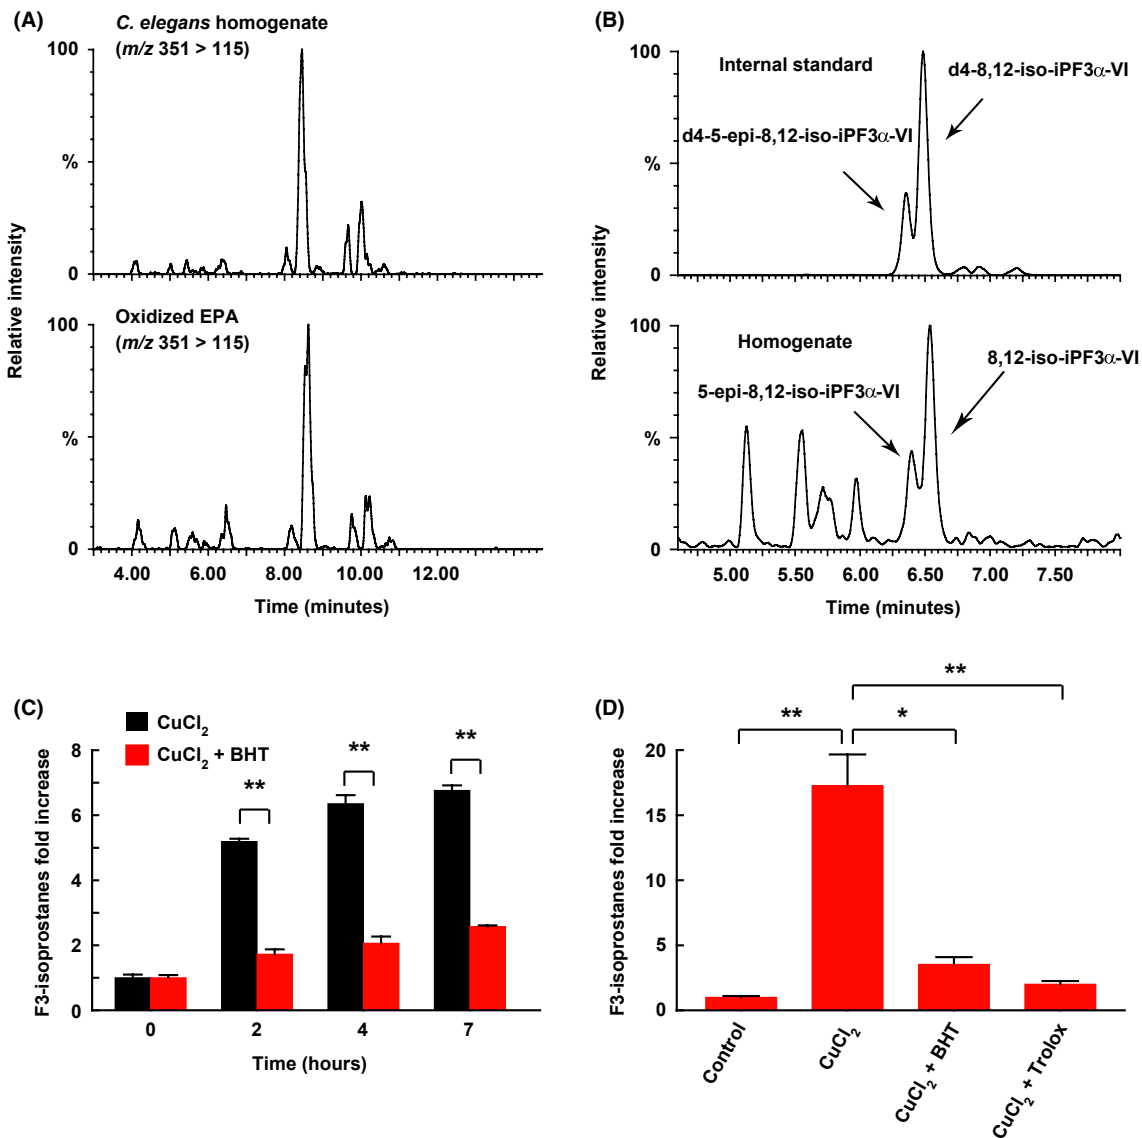 (A)
C. elegans homogenate
(m/z 351 > 115)
100
%
0
Relative intensity
Oxidized EPA
(m/z 351 > 115)
100
%
0
4.00 6.00 8.00 10.00 12.00
Time (minutes)
(B)
Internal standard
d4-8,12-iso-iPF3α-VI
d4-5-epi-8,12-iso-iPF3α-VI
100
%
0
Relative intensity
Homogenate
8,12-iso-iPF3α-VI
5-epi-8,12-iso-iPF3α-VI
100
%
0
5.00 5.50 6.00 6.50 7.00 7.50
Time (minutes)
(C)
CuCl2
CuCl2 + BHT
F3-isoprostanes fold increase
8
6
4
2
0
** ** **
0 2 4 7
Time (hours)
(D)
F3-isoprostanes fold increase
20
15
10
5
0
**
** *
Control
CuCl2
CuCl2 + BHT
CuCl2 + Trolox